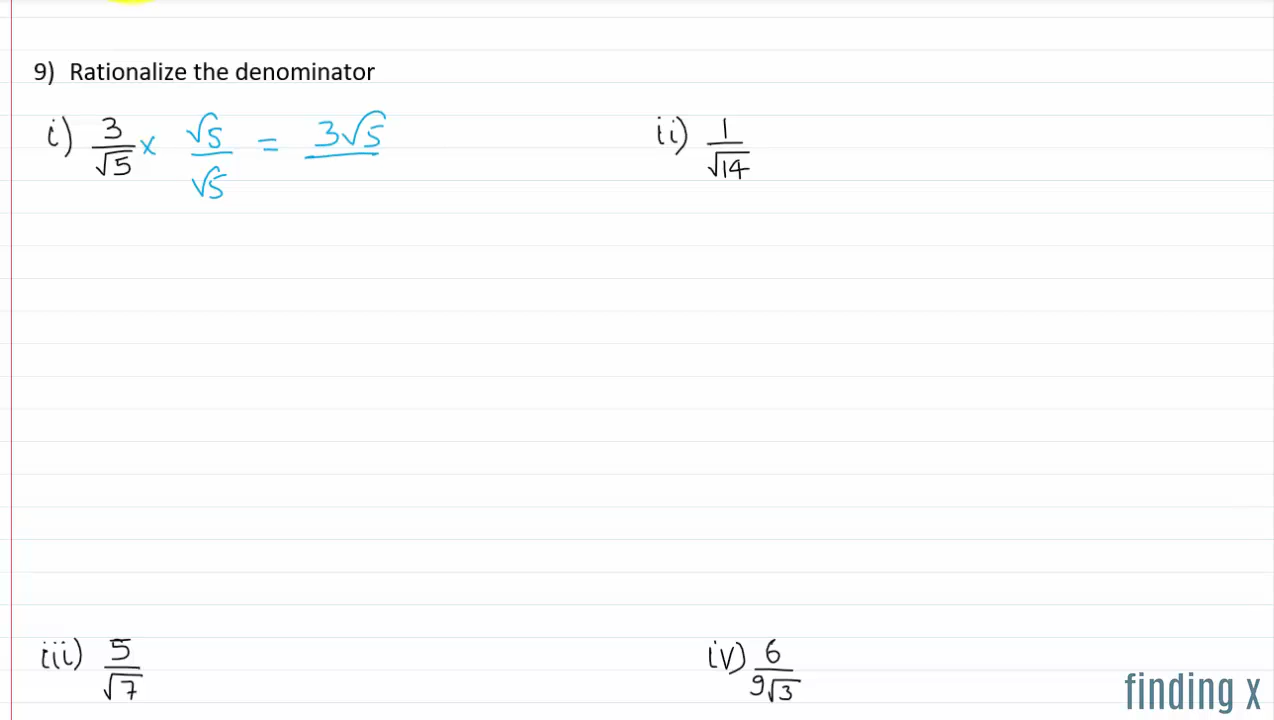 9) Rationalize the denominator
i) 3/√5 x √5/√5 = 3√5
ii) 1/√14
iii) 5/√7
iv) 6/9√3
finding x